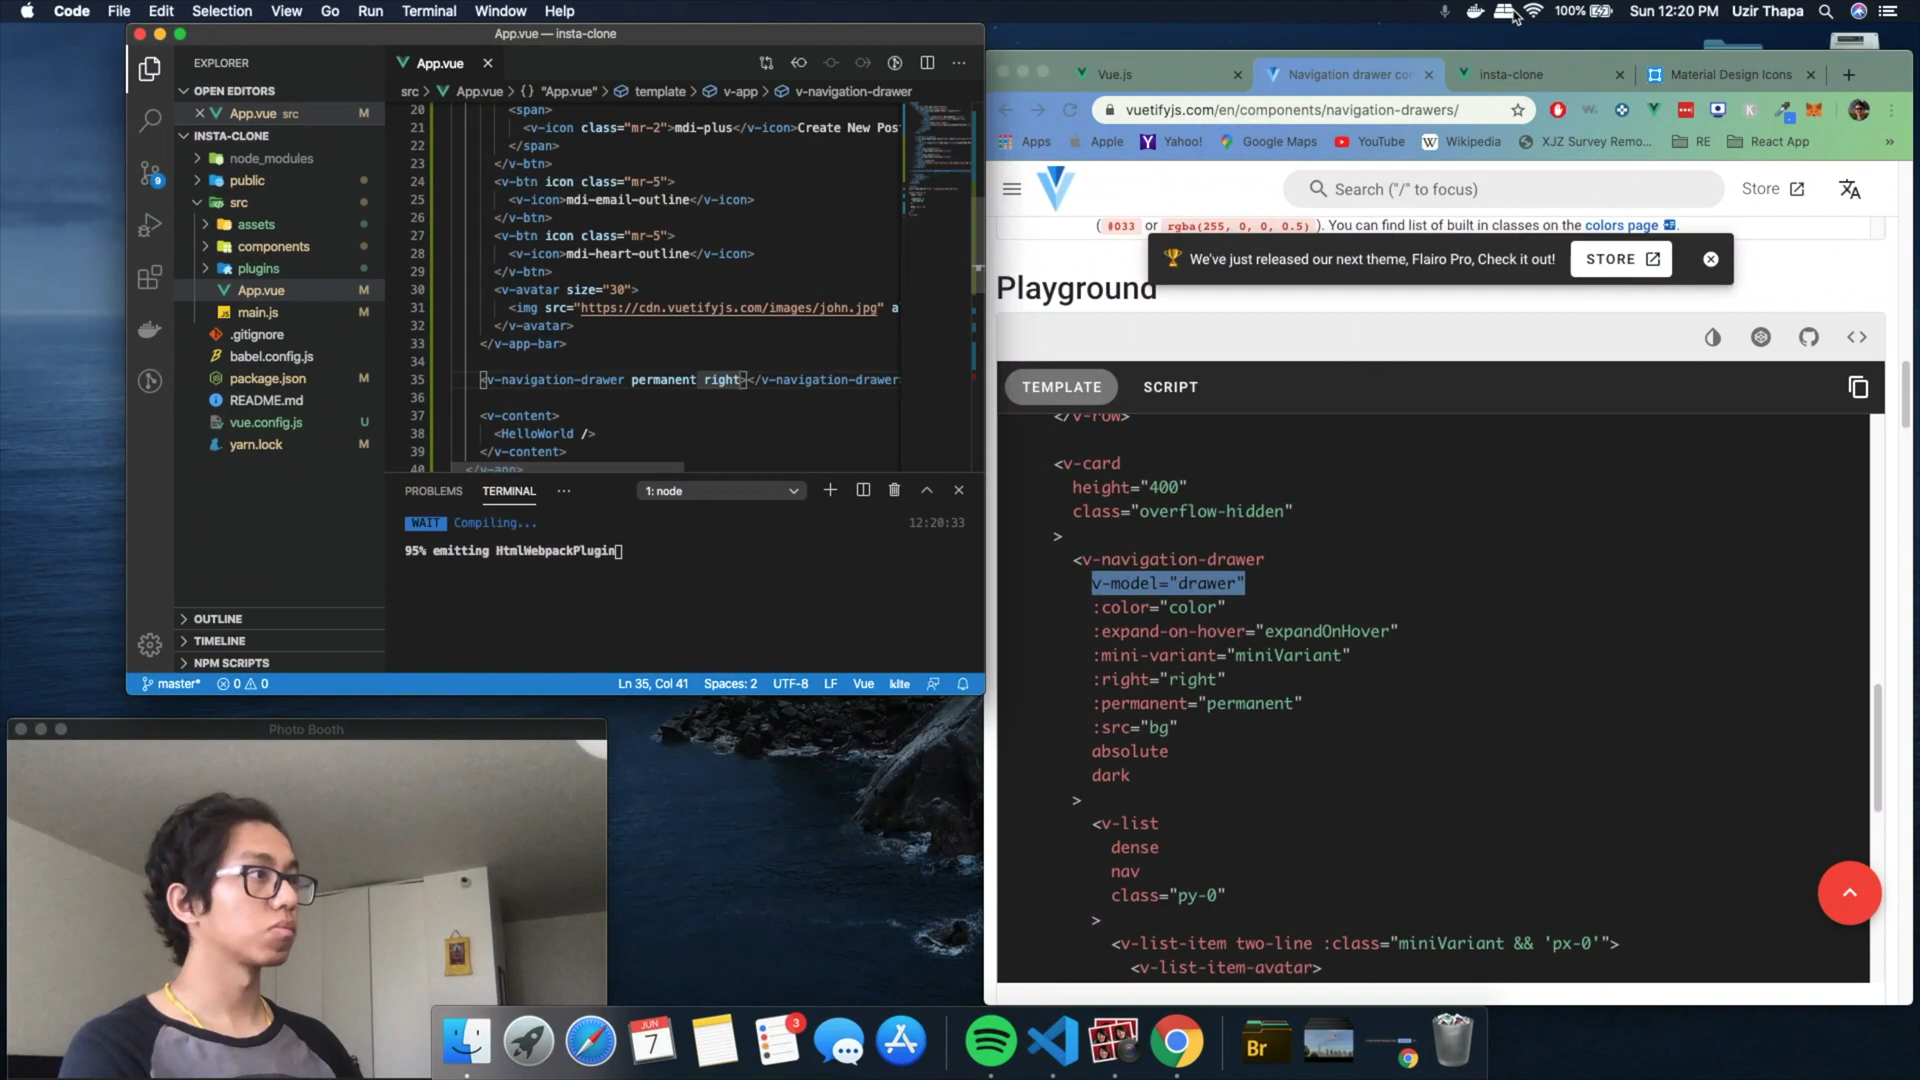 Code File Edit Selection View Go Run Terminal Window Help
100% Sun 12:20 PM Uzir Thapa
App.vue — insta-clone
EXPLORER
OPEN EDITORS
App.vue src M
INSTA-CLONE
node_modules
public
src
assets
components
plugins
App.vue M
main.js M
.gitignore
babel.config.js
package.json M
README.md
vue.config.js U
yarn.lock M
OUTLINE
TIMELINE
NPM SCRIPTS
9
App.vue
src > App.vue > {} "App.vue" > template > v-app > v-navigation-drawer
20 <span>
21 <v-icon class="mr-2">mdi-plus</v-icon>Create New Pos
22 </span>
23 </v-btn>
24 <v-btn icon class="mr-5">
25 <v-icon>mdi-email-outline</v-icon>
26 </v-btn>
27 <v-btn icon class="mr-5">
28 <v-icon>mdi-heart-outline</v-icon>
29 </v-btn>
30 <v-avatar size="30">
31 <img src="https://cdn.vuetifyjs.com/images/john.jpg" a
32 </v-avatar>
33 </v-app-bar>
34
35 <v-navigation-drawer permanent right></v-navigation-drawer>
36
37 <v-content>
38 <HelloWorld />
39 </v-content>
40 </v-app>
PROBLEMS TERMINAL ··· 1: node
WAIT Compiling... 12:20:33
95% emitting HtmlWebpackPlugin
master* 0 0 Ln 35, Col 41 Spaces: 2 UTF-8 LF Vue kite
Photo Booth
Vue.js Navigation drawer co insta-clone Material Design Icons
vuetifyjs.com/en/components/navigation-drawers/
Apps Apple Yahoo! Google Maps YouTube Wikipedia XJZ Survey Remo... RE React App »
Search ("/" to focus) Store
(#033 or rgba(255, 0, 0, 0.5)). You can find list of built in classes on the colors page.
We've just released our next theme, Flairo Pro, Check it out! STORE
Playground
TEMPLATE SCRIPT
</v-row>
<v-card
height="400"
class="overflow-hidden"
>
<v-navigation-drawer
v-model="drawer"
:color="color"
:expand-on-hover="expandOnHover"
:mini-variant="miniVariant"
:right="right"
:permanent="permanent"
:src="bg"
absolute
dark
>
<v-list
dense
nav
class="py-0"
>
<v-list-item two-line :class="miniVariant && 'px-0'">
<v-list-item-avatar>
JUN
7
3
Br